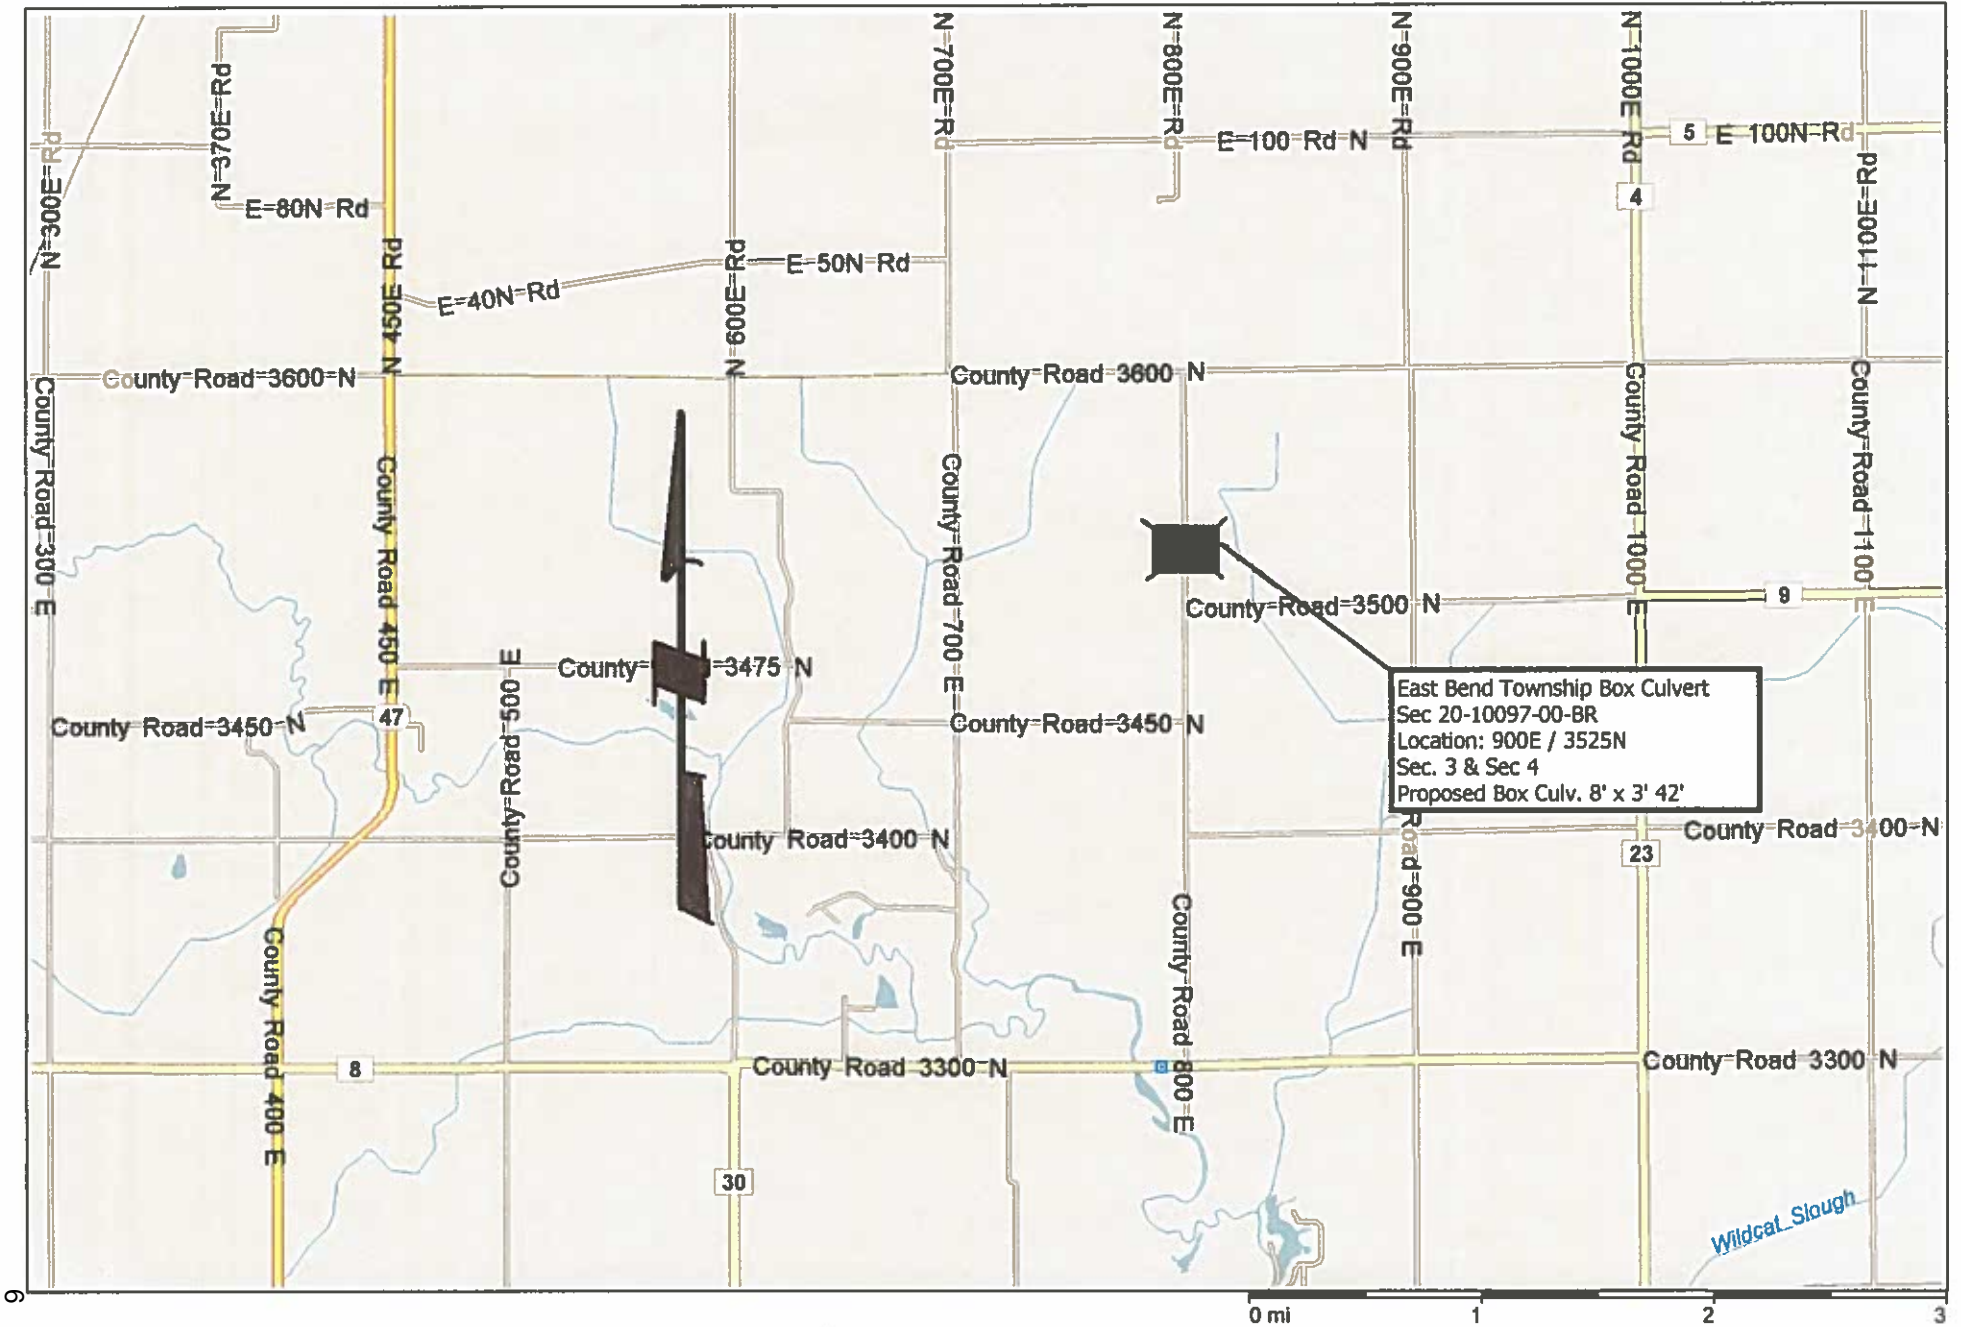 N 700E Rd
N 800E Rd
N 900E Rd
N 1000E Rd
N 370E Rd
N 300E Rd
E 100 Rd N
5
E 100N Rd
4
N 1100E Rd
E 80N Rd
N 450E Rd
N 600E Rd
E 50N Rd
E 40N Rd
County Road 3600 N
County Road 3600 N
County Road 300 E
County Road 450 E
County Road 700 E
County Road 1000 E
County Road 1100 E
9
County Road 3500 N
County 3475 N
County Road 500 E
County Road 3450 N
47
County Road 3450 N
East Bend Township Box Culvert
Sec 20-10097-00-BR
Location: 900E / 3525N
Sec. 3 & Sec 4
Proposed Box Culv. 8' x 3' 42'
County Road 3400 N
County Road 3400 N
23
Road 900 E
County Road 800 E
County Road 400 E
8
County Road 3300 N
County Road 3300 N
30
Wildcat Slough
0 mi 1 2 3
6